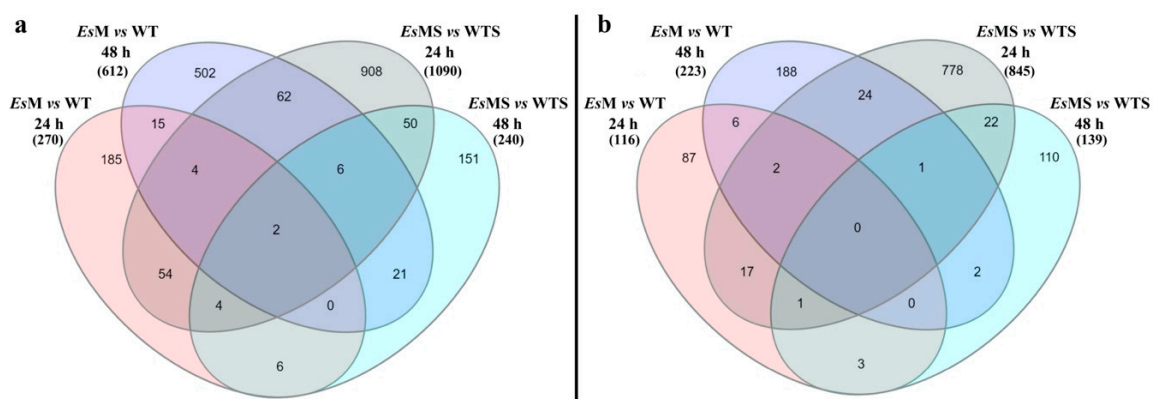 a
EsM vs WT
48 h
(612)
EsMS vs WTS
24 h
(1090)
EsM vs WT
24 h
(270)
EsMS vs WTS
48 h
(240)
502
908
62
15
50
185
151
4
6
2
54
21
4
0
6
b
EsM vs WT
48 h
(223)
EsMS vs WTS
24 h
(845)
EsM vs WT
24 h
(116)
EsMS vs WTS
48 h
(139)
188
778
24
6
22
87
110
2
1
0
17
2
1
0
3